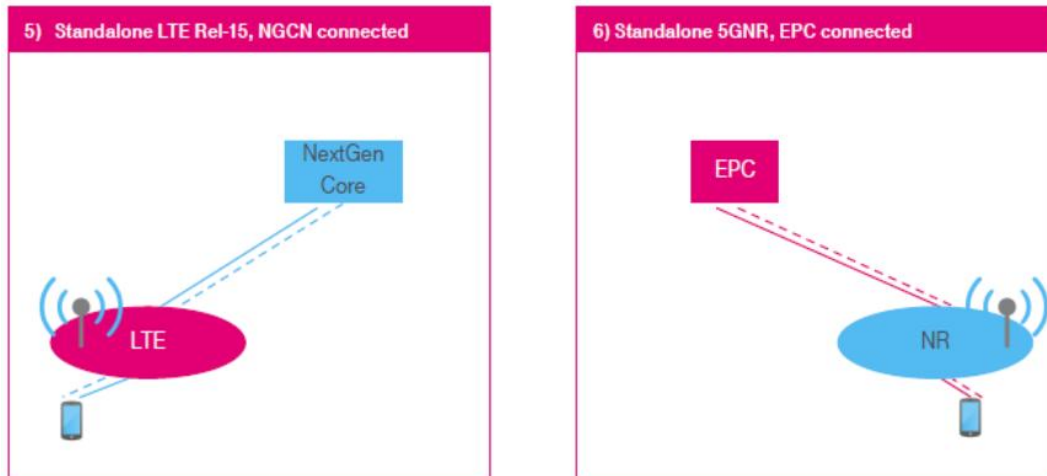 5) Standalone LTE Rel-15, NGCN connected
NextGen
Core
LTE
6) Standalone 5GNR, EPC connected
EPC
NR